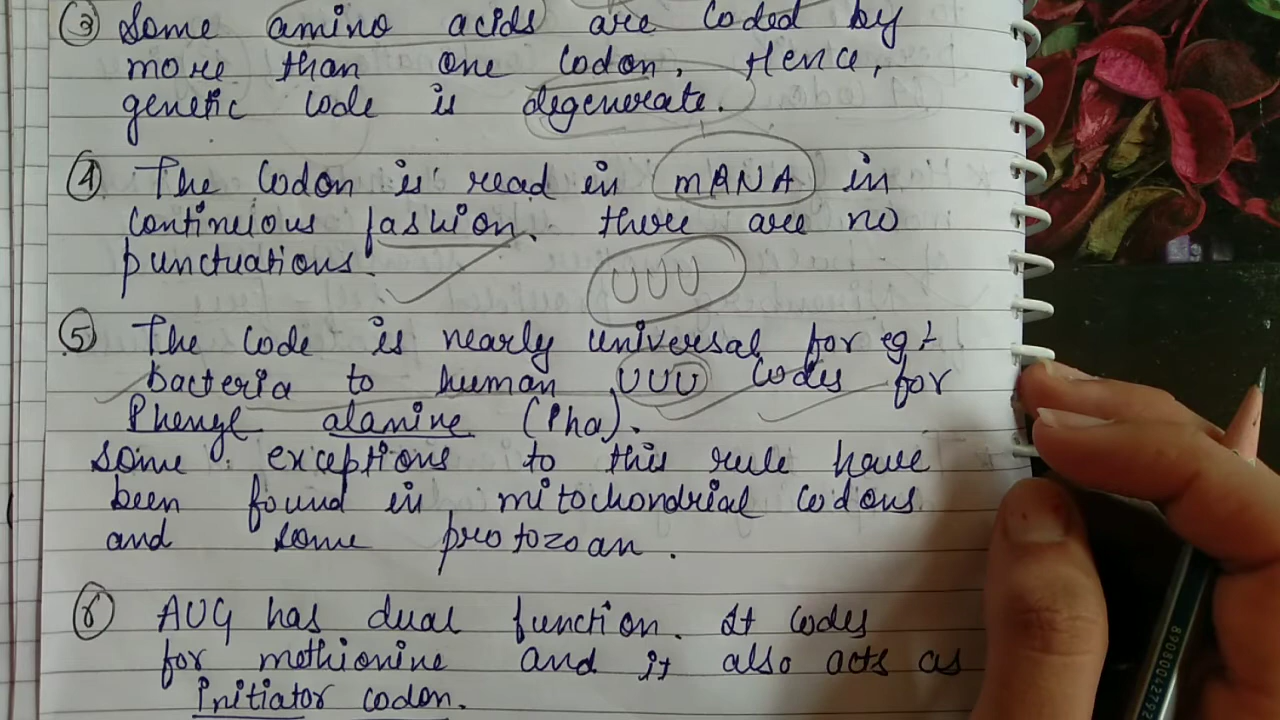 ③ Some amino acids are coded by
more than one codon. Hence,
genetic code is degenerate.
④ The codon is read in mRNA in
continuious fashion. there are no
punctuations.
UUU
⑤ The code is nearly universal for eg:-
bacteria to human UUU codes for
Phenyl alanine (Pha).
Some exceptions to this rule have
been found in mitochondrial codons
and some protozoan.
⑥ AUG has dual function. It codes
for methionine and it also acts as
initiator codon.
89080042792